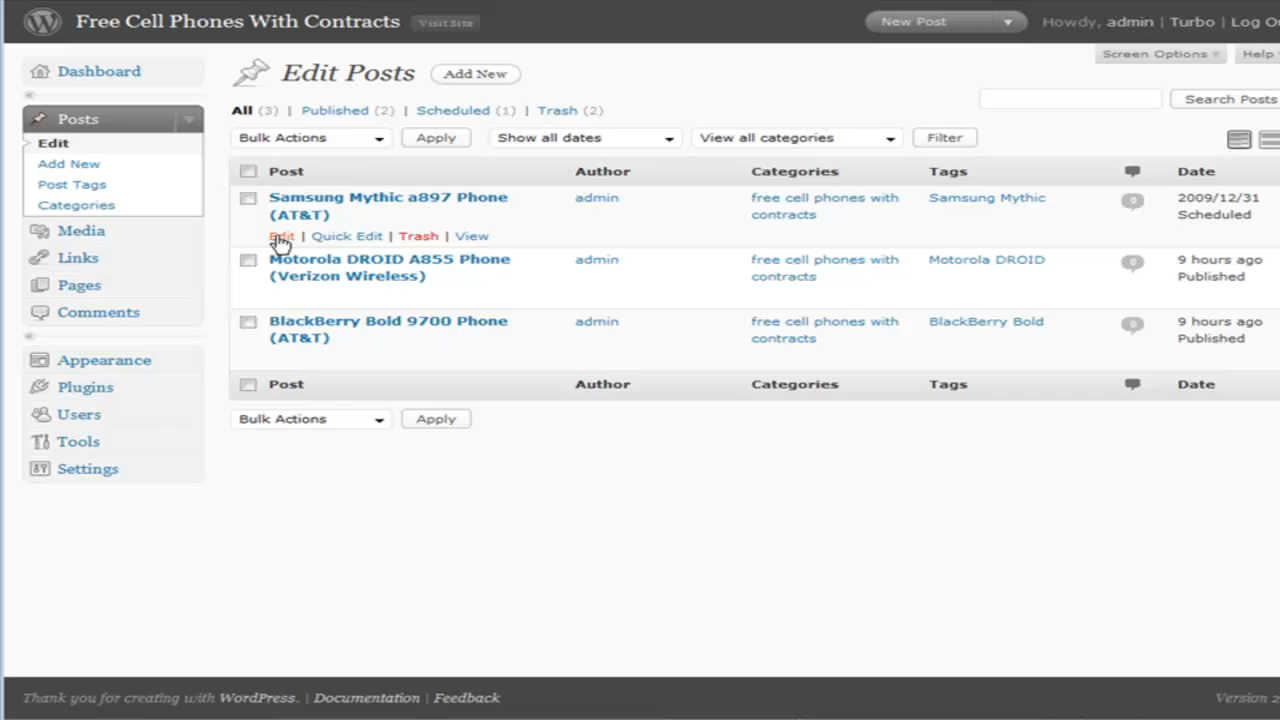 Free Cell Phones With Contracts Visit Site New Post Howdy, admin | Turbo | Log
Screen Options Help
Dashboard
Edit Posts Add New
All (3) | Published (2) | Scheduled (1) | Trash (2)
Search Posts
Posts
Edit
Add New
Post Tags
Categories
Media
Links
Pages
Comments
Appearance
Plugins
Users
Tools
Settings
Bulk Actions Apply Show all dates View all categories Filter
Post Author Categories Tags Date
Samsung Mythic a897 Phone admin free cell phones with Samsung Mythic 0 2009/12/31
(AT&T) contracts Scheduled
Edit | Quick Edit | Trash | View
Motorola DROID A855 Phone admin free cell phones with Motorola DROID 0 9 hours ago
(Verizon Wireless) contracts Published
BlackBerry Bold 9700 Phone admin free cell phones with BlackBerry Bold 0 9 hours ago
(AT&T) contracts Published
Post Author Categories Tags Date
Bulk Actions Apply
Thank you for creating with WordPress. | Documentation | Feedback Version